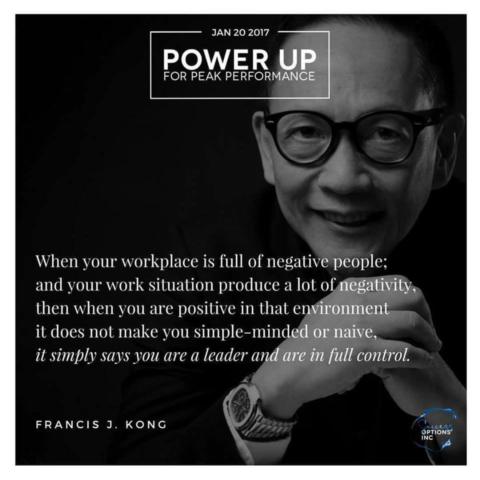 JAN 20 2017
POWER UP
FOR PEAK PERFORMANCE
When your workplace is full of negative people;
and your work situation produce a lot of negativity,
then when you are positive in that environment
it does not make you simple-minded or naive,
it simply says you are a leader and are in full control.
FRANCIS J. KONG
Success
OPTIONS
INC